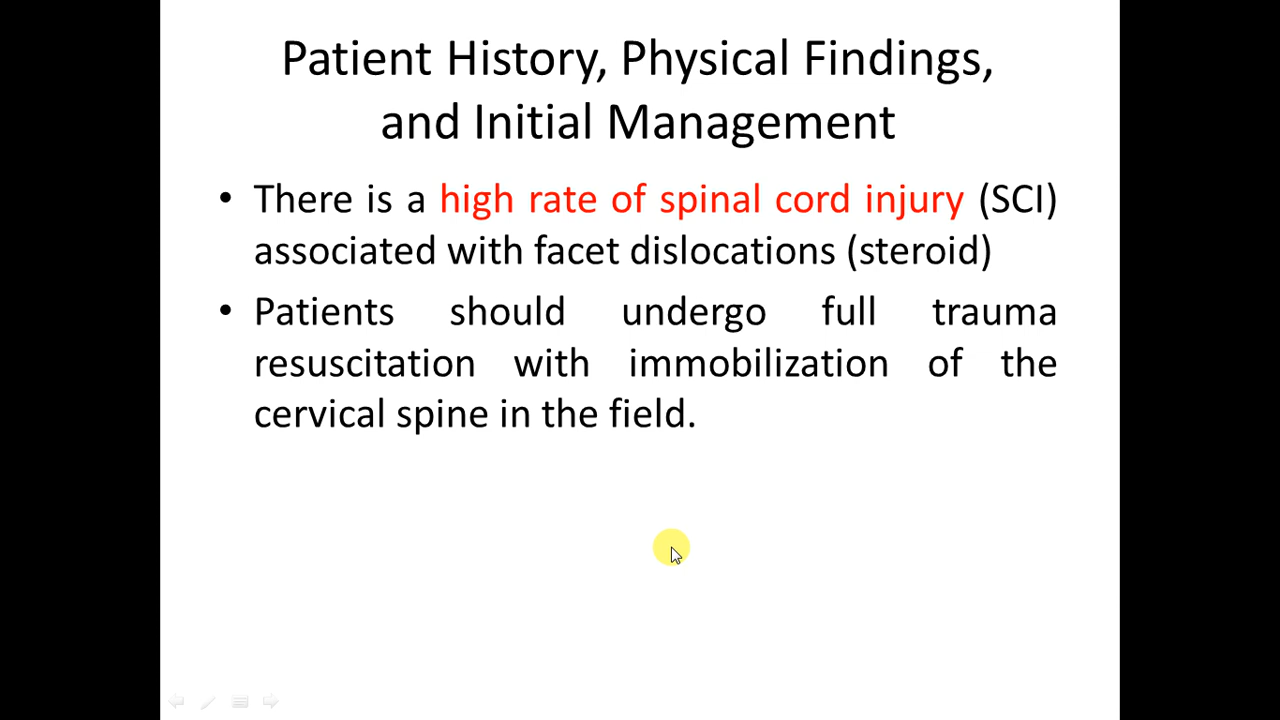 Patient History, Physical Findings,
and Initial Management
• There is a high rate of spinal cord injury (SCI)
associated with facet dislocations (steroid)
• Patients should undergo full trauma
resuscitation with immobilization of the
cervical spine in the field.